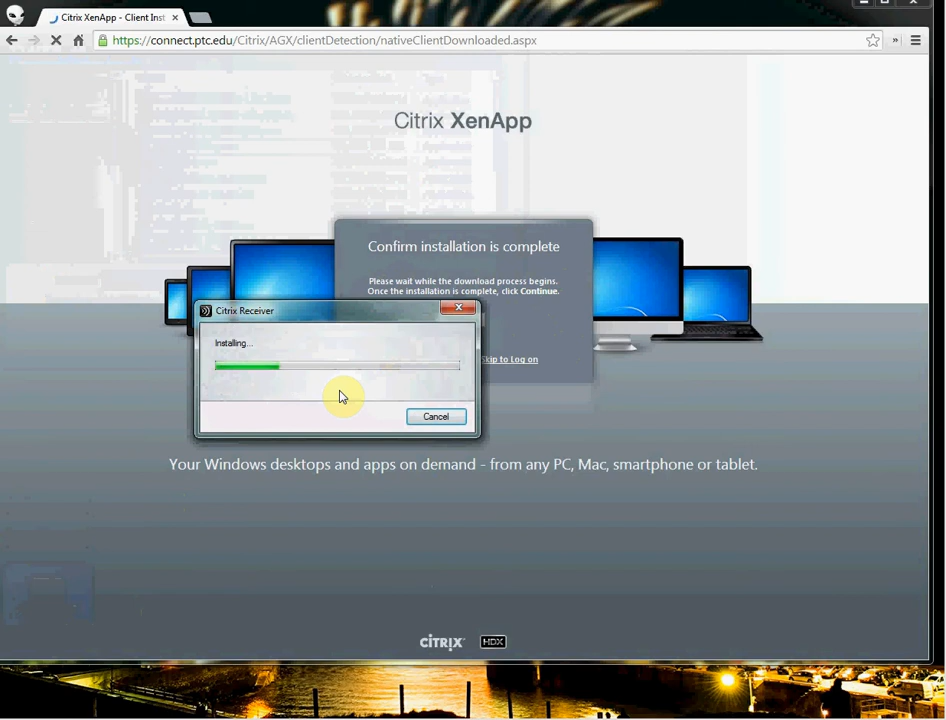 Citrix XenApp - Client Inst
https://connect.ptc.edu/Citrix/AGX/clientDetection/nativeClientDownloaded.aspx
Citrix XenApp
Confirm installation is complete
Please wait while the download process begins.
Once the installation is complete, click Continue.
Citrix Receiver
Installing...
Skip to Log on
Cancel
Your Windows desktops and apps on demand - from any PC, Mac, smartphone or tablet.
CITRIX HDX